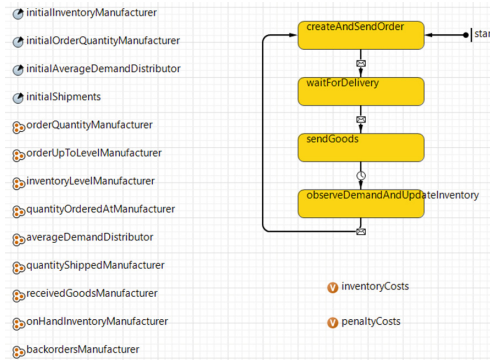 initialInventoryManufacturer
initialOrderQuantityManufacturer
initialAverageDemandDistributor
initialShipments
orderQuantityManufacturer
orderUpToLevelManufacturer
inventoryLevelManufacturer
quantityOrderedAtManufacturer
averageDemandDistributor
quantityShippedManufacturer
receivedGoodsManufacturer
onHandInventoryManufacturer
backordersManufacturer
createAndSendOrder
star
waitForDelivery
sendGoods
observeDemandAndUpdateInventory
V inventoryCosts
V penaltyCosts